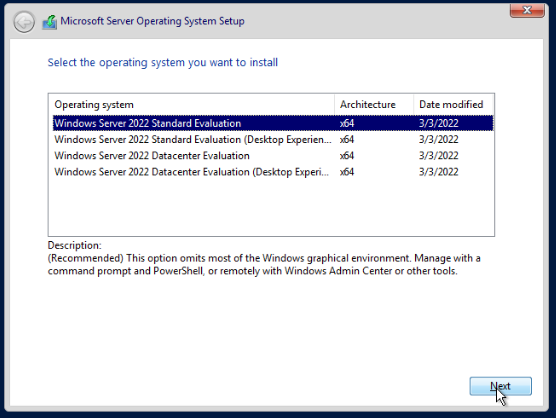 Microsoft Server Operating System Setup
Select the operating system you want to install
Operating system Architecture Date modified
Windows Server 2022 Standard Evaluation x64 3/3/2022
Windows Server 2022 Standard Evaluation (Desktop Experien... x64 3/3/2022
Windows Server 2022 Datacenter Evaluation x64 3/3/2022
Windows Server 2022 Datacenter Evaluation (Desktop Experi... x64 3/3/2022
Description:
(Recommended) This option omits most of the Windows graphical environment. Manage with a
command prompt and PowerShell, or remotely with Windows Admin Center or other tools.
Next